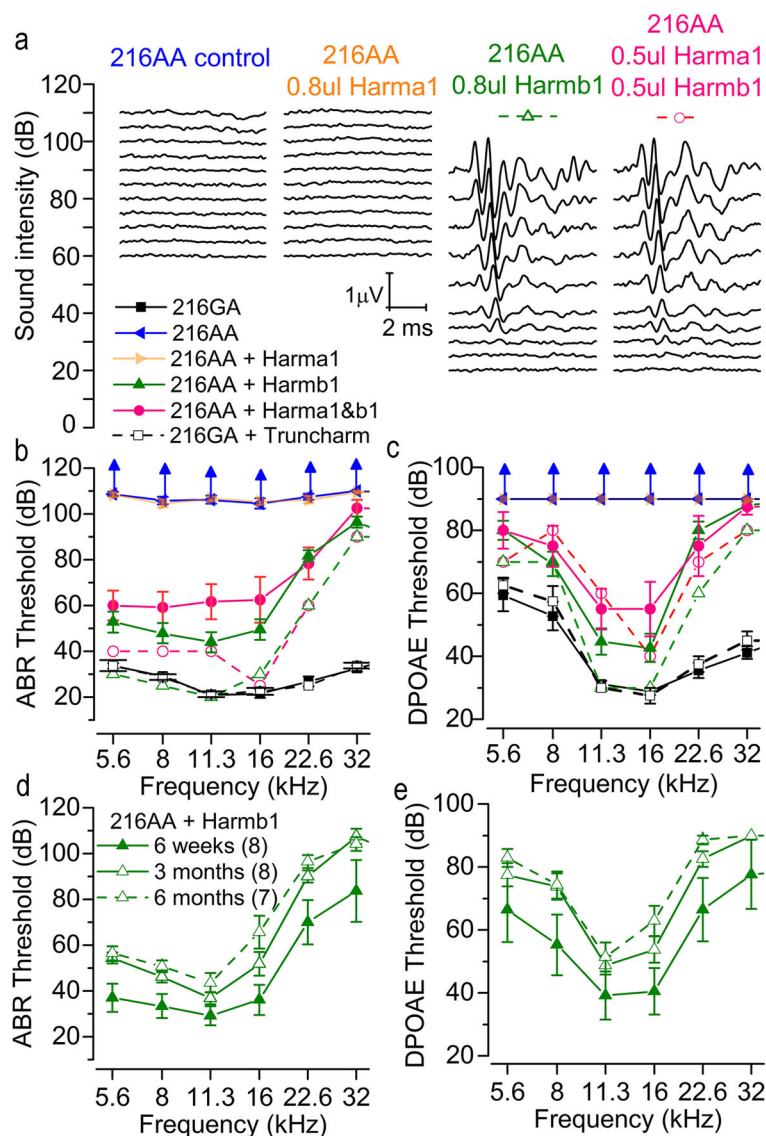 a
216AA control
216AA
0.8ul Harma1
216AA
0.8ul Harmb1
216AA
0.5ul Harma1
0.5ul Harmb1
Sound intensity (dB)
120
100
80
60
40
20
0
1μV
2 ms
216GA
216AA
216AA + Harma1
216AA + Harmb1
216AA + Harma1&b1
216GA + Truncharm
b
ABR Threshold (dB)
120
100
80
60
40
20
5.6 8 11.3 16 22.6 32
Frequency (kHz)
c
DPOAE Threshold (dB)
100
80
60
40
20
5.6 8 11.3 16 22.6 32
Frequency (kHz)
d
ABR Threshold (dB)
120
100
80
60
40
20
216AA + Harmb1
6 weeks (8)
3 months (8)
6 months (7)
5.6 8 11.3 16 22.6 32
Frequency (kHz)
e
DPOAE Threshold (dB)
100
80
60
40
20
5.6 8 11.3 16 22.6 32
Frequency (kHz)